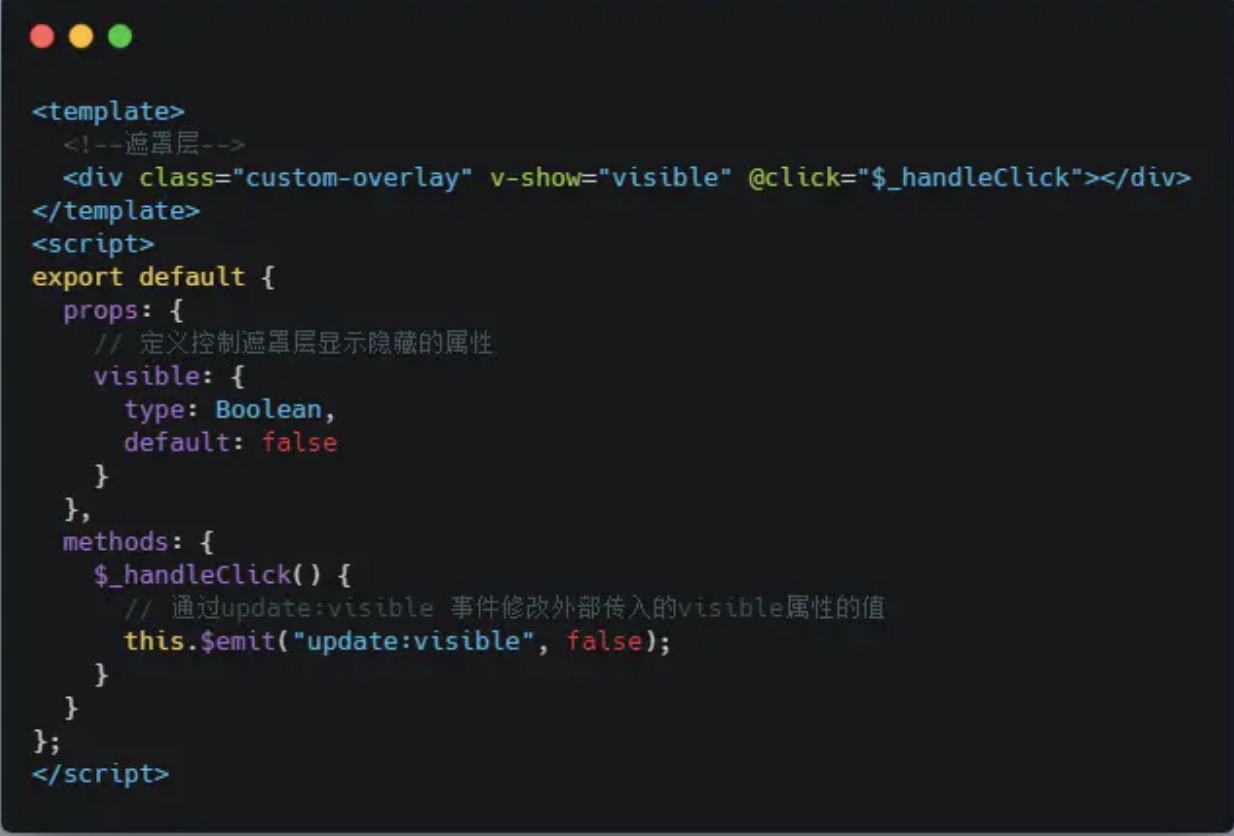 <template>
  <!--遮罩层-->
  <div class="custom-overlay" v-show="visible" @click="$_handleClick"></div>
</template>
<script>
export default {
  props: {
    // 定义控制遮罩层显示隐藏的属性
    visible: {
      type: Boolean,
      default: false
    }
  },
  methods: {
    $_handleClick() {
      // 通过update:visible 事件修改外部传入的visible属性的值
      this.$emit("update:visible", false);
    }
  }
};
</script>